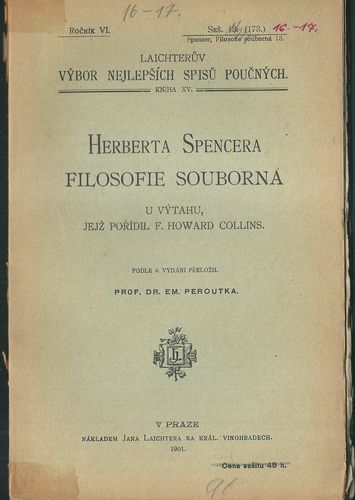 16-17.
Ročník VI.
Seš. (173.) 16.-17.
Spencer, Filosofie souborná 13.
LAICHTERŮV
VÝBOR NEJLEPŠÍCH SPISŮ POUČNÝCH.
KNIHA XV.
HERBERTA SPENCERA
FILOSOFIE SOUBORNÁ
U VÝTAHU,
JEJŽ POŘÍDIL F. HOWARD COLLINS.
PODLE 4. VYDÁNÍ PŘELOŽIL
PROF. DR. EM. PEROUTKA.
V PRAZE
NÁKLADEM JANA LAICHTERA NA KRÁL. VINOHRADECH.
1901.
Cena sešitu 48 h.